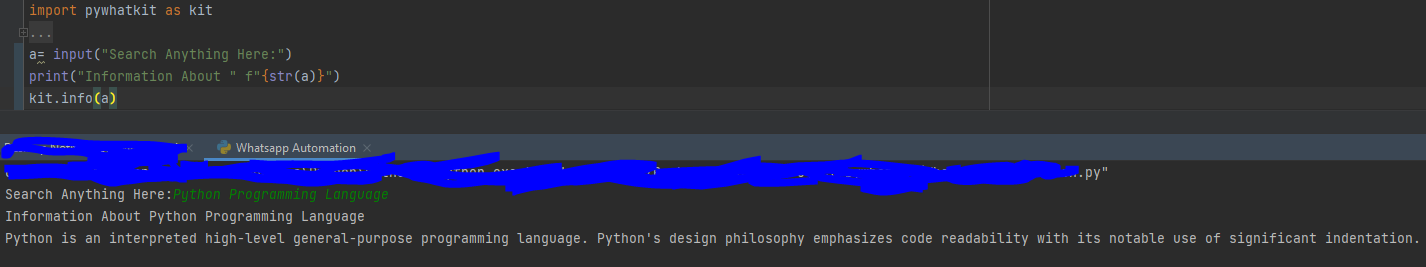 import pywhatkit as kit
...
a= input("Search Anything Here:")
print("Information About " f"{str(a)}")
kit.info(a)
Whatsapp Automation
.py"
Search Anything Here:Python Programming Language
Information About Python Programming Language
Python is an interpreted high-level general-purpose programming language. Python's design philosophy emphasizes code readability with its notable use of significant indentation.